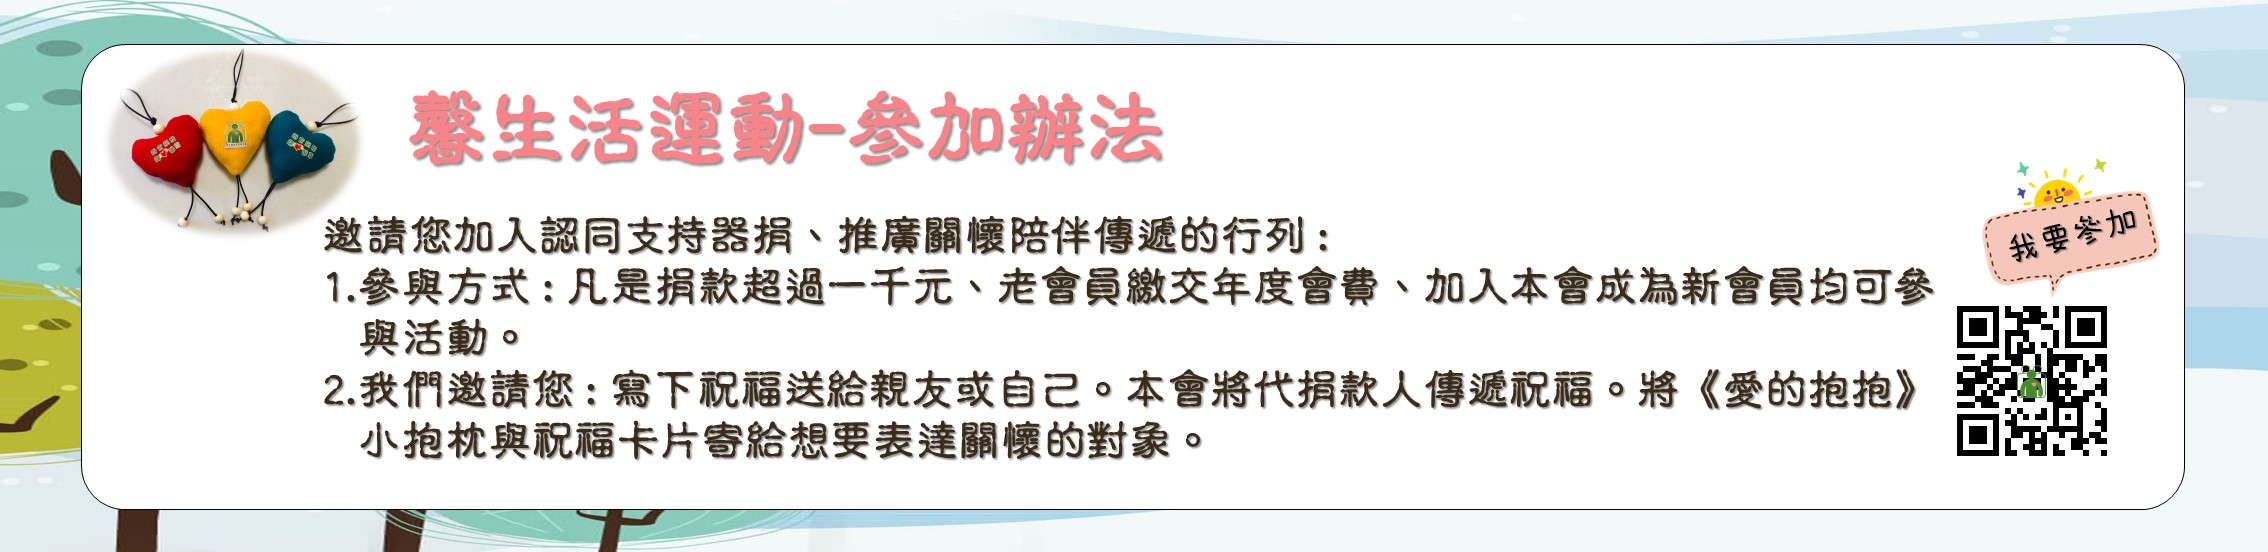 馨生活運動-參加辦法
邀請您加入認同支持器捐、推廣關懷陪伴傳遞的行列:
1.參與方式:凡是捐款超過一千元、老會員繳交年度會費、加入本會成為新會員均可參
與活動。
2.我們邀請您:寫下祝福送給親友或自己。本會將代捐款人傳遞祝福。將《愛的抱抱》
小抱枕與祝福卡片寄給想要表達關懷的對象。
我要參加